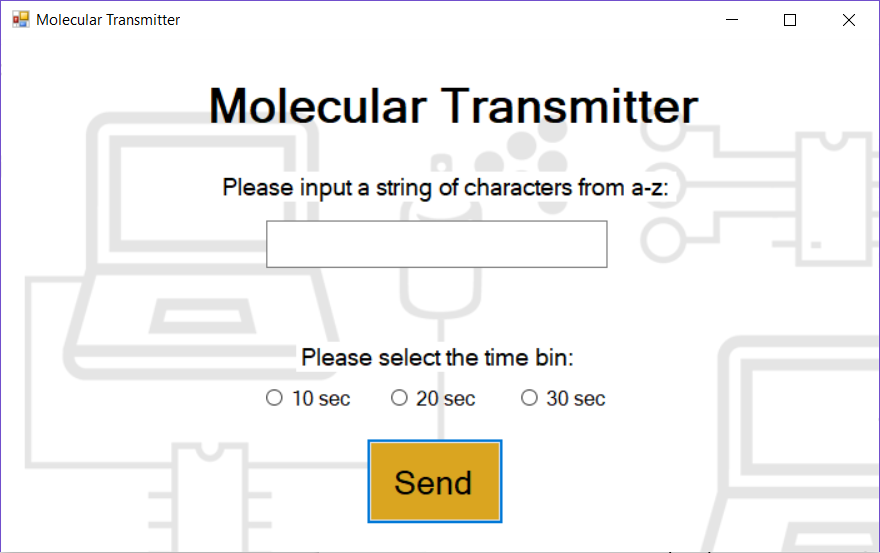 Molecular Transmitter
Molecular Transmitter
Please input a string of characters from a-z:
Please select the time bin:
10 sec 20 sec 30 sec
Send